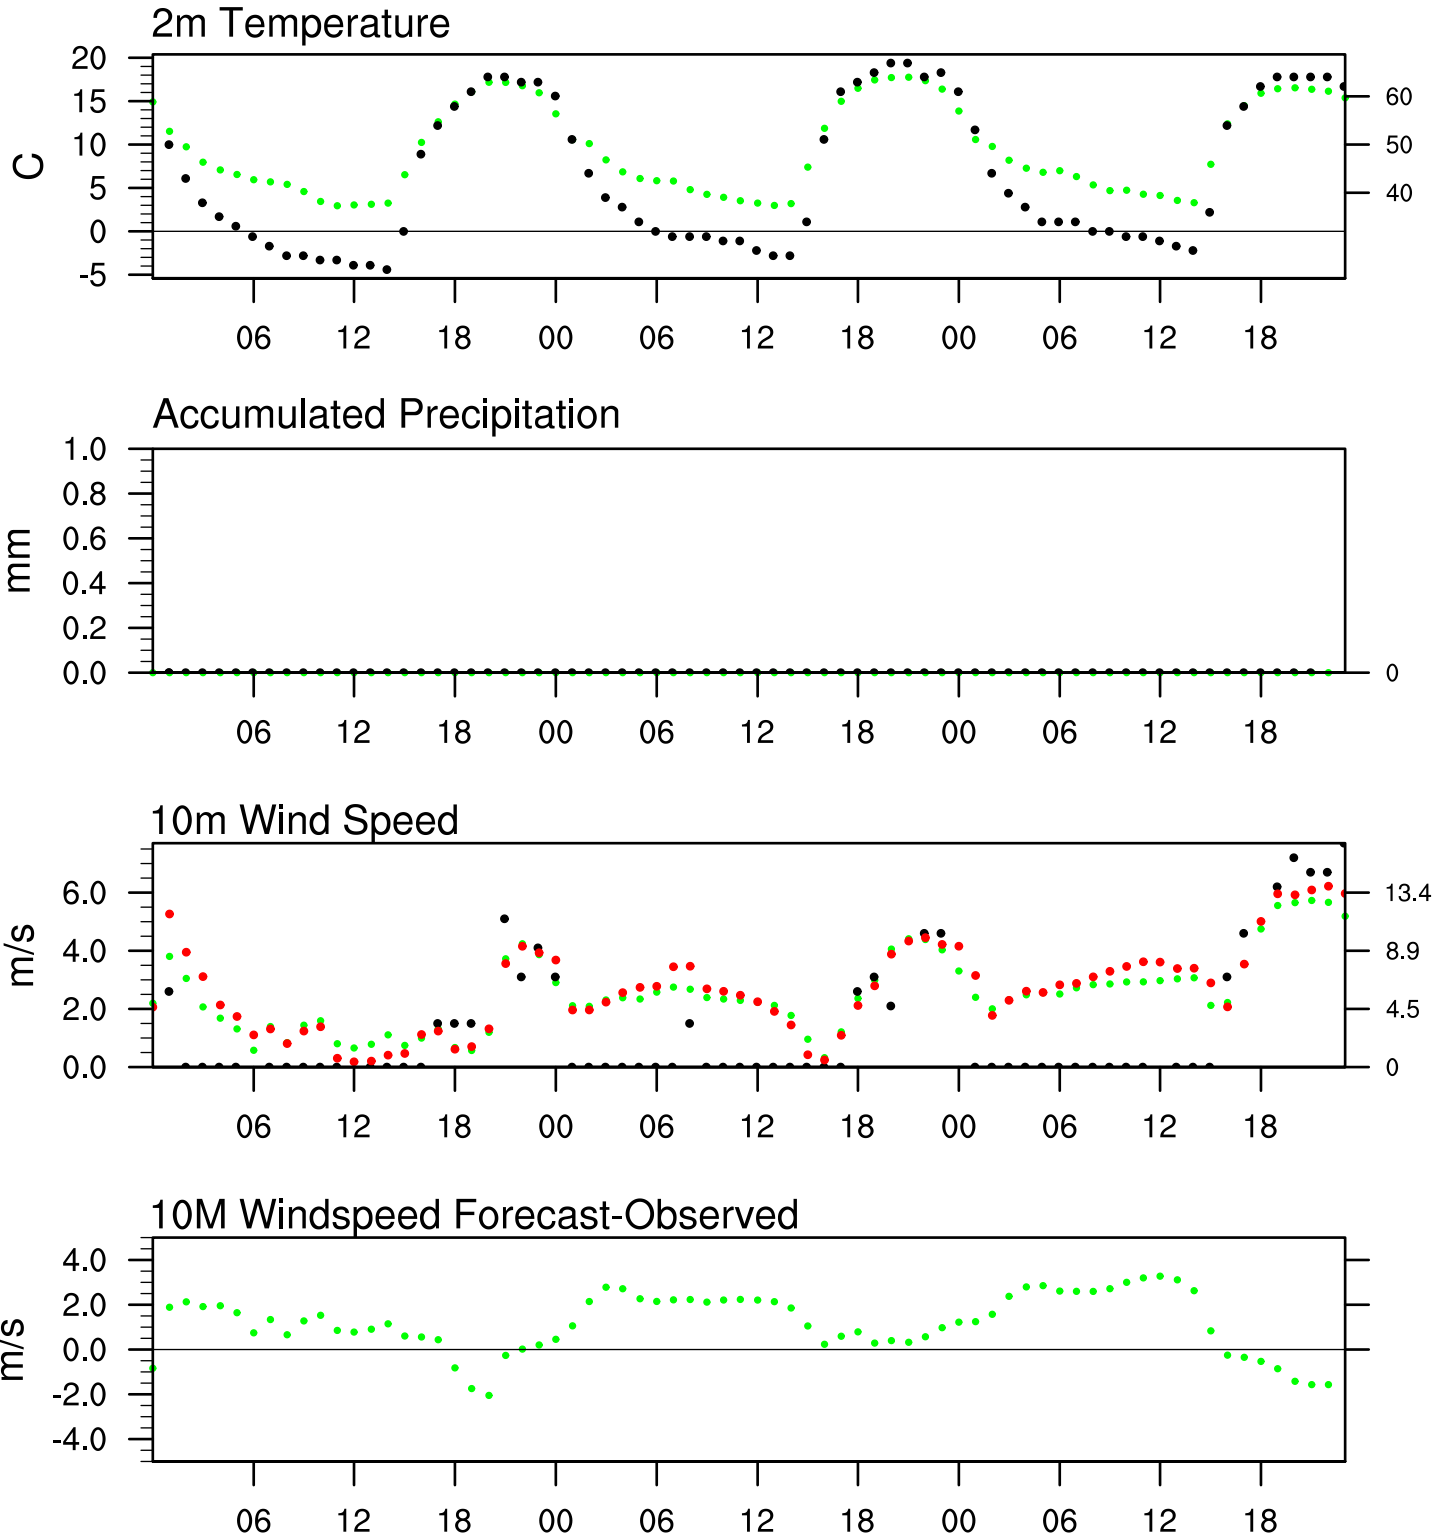 2m Temperature
20
15
10
5
0
-5
C
60
50
40
06 12 18 00 06 12 18 00 06 12 18
Accumulated Precipitation
1.0
0.8
0.6
0.4
0.2
0.0
mm
0
06 12 18 00 06 12 18 00 06 12 18
10m Wind Speed
6.0
4.0
2.0
0.0
m/s
13.4
8.9
4.5
0
06 12 18 00 06 12 18 00 06 12 18
10M Windspeed Forecast-Observed
4.0
2.0
0.0
-2.0
-4.0
m/s
06 12 18 00 06 12 18 00 06 12 18